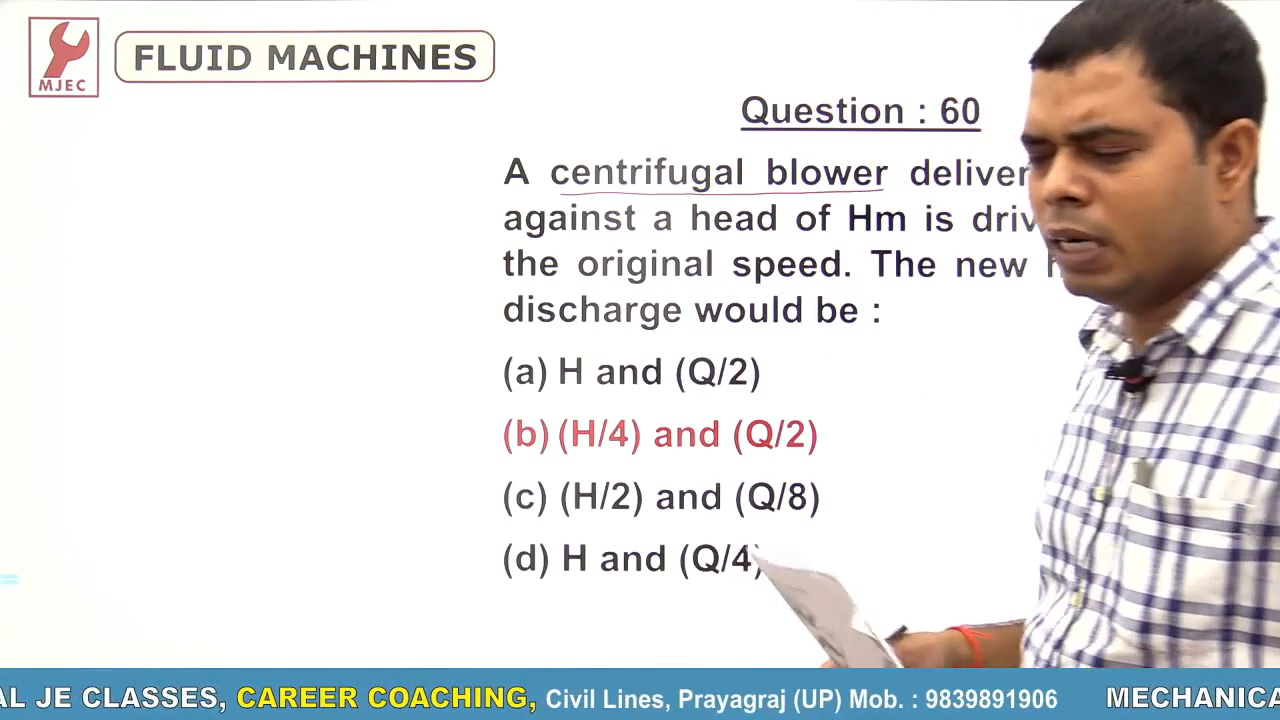 MJEC
FLUID MACHINES
Question : 60
A centrifugal blower deliver
against a head of Hm is driv
the original speed. The new
discharge would be :
(a) H and (Q/2)
(b) (H/4) and (Q/2)
(c) (H/2) and (Q/8)
(d) H and (Q/4)
AL JE CLASSES, CAREER COACHING, Civil Lines, Prayagraj (UP) Mob. : 9839891906 MECHANICA